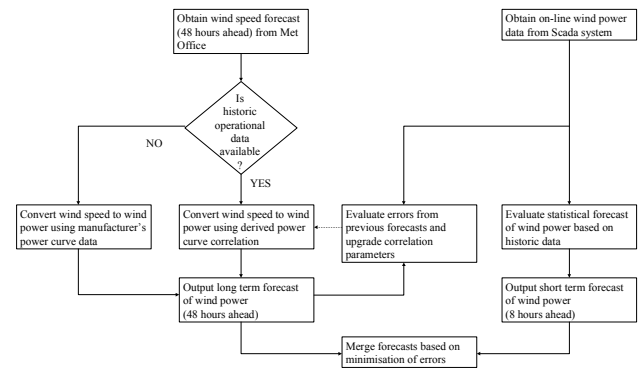 Obtain wind speed forecast
(48 hours ahead) from Met
Office
Obtain on-line wind power
data from Scada system
Is
historic
operational
data
available
?
NO
YES
Convert wind speed to wind
power using manufacturer's
power curve data
Convert wind speed to wind
power using derived power
curve correlation
Evaluate errors from
previous forecasts and
upgrade correlation
parameters
Evaluate statistical forecast
of wind power based on
historic data
Output long term forecast
of wind power
(48 hours ahead)
Output short term forecast
of wind power
(8 hours ahead)
Merge forecasts based on
minimisation of errors